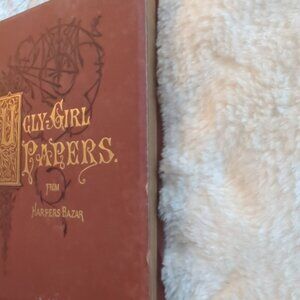 UGLY-GIRL
PAPERS.
FROM
HARPERS BAZAR